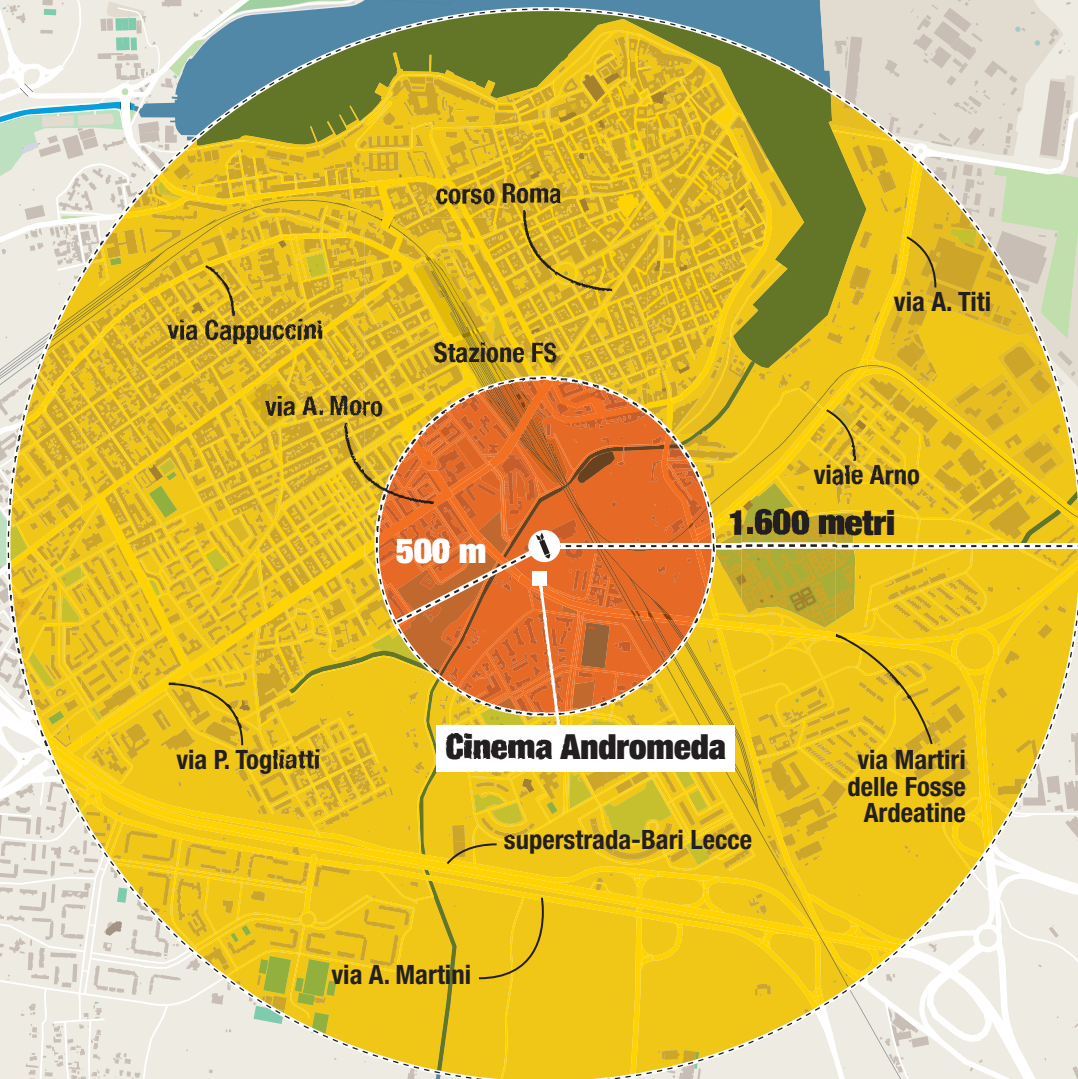 corso Roma
via A. Titi
via Cappuccini
Stazione FS
via A. Moro
viale Arno
1.600 metri
500 m
Cinema Andromeda
via P. Togliatti
via Martiri
delle Fosse
Ardeatine
superstrada-Bari Lecce
via A. Martini